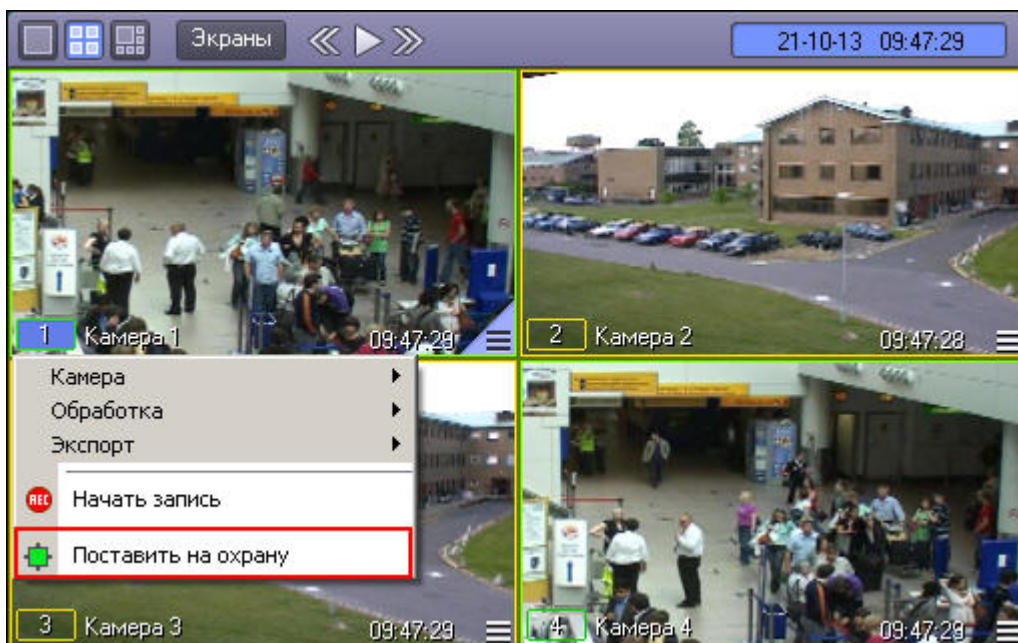 Экраны
21-10-13 09:47:29
1 Камера 1 09:47:29
2 Камера 2 09:47:28
Камера
Обработка
Экспорт
REC Начать запись
Поставить на охрану
3 Камера 3 09:47:29
4 Камера 4 09:47:29